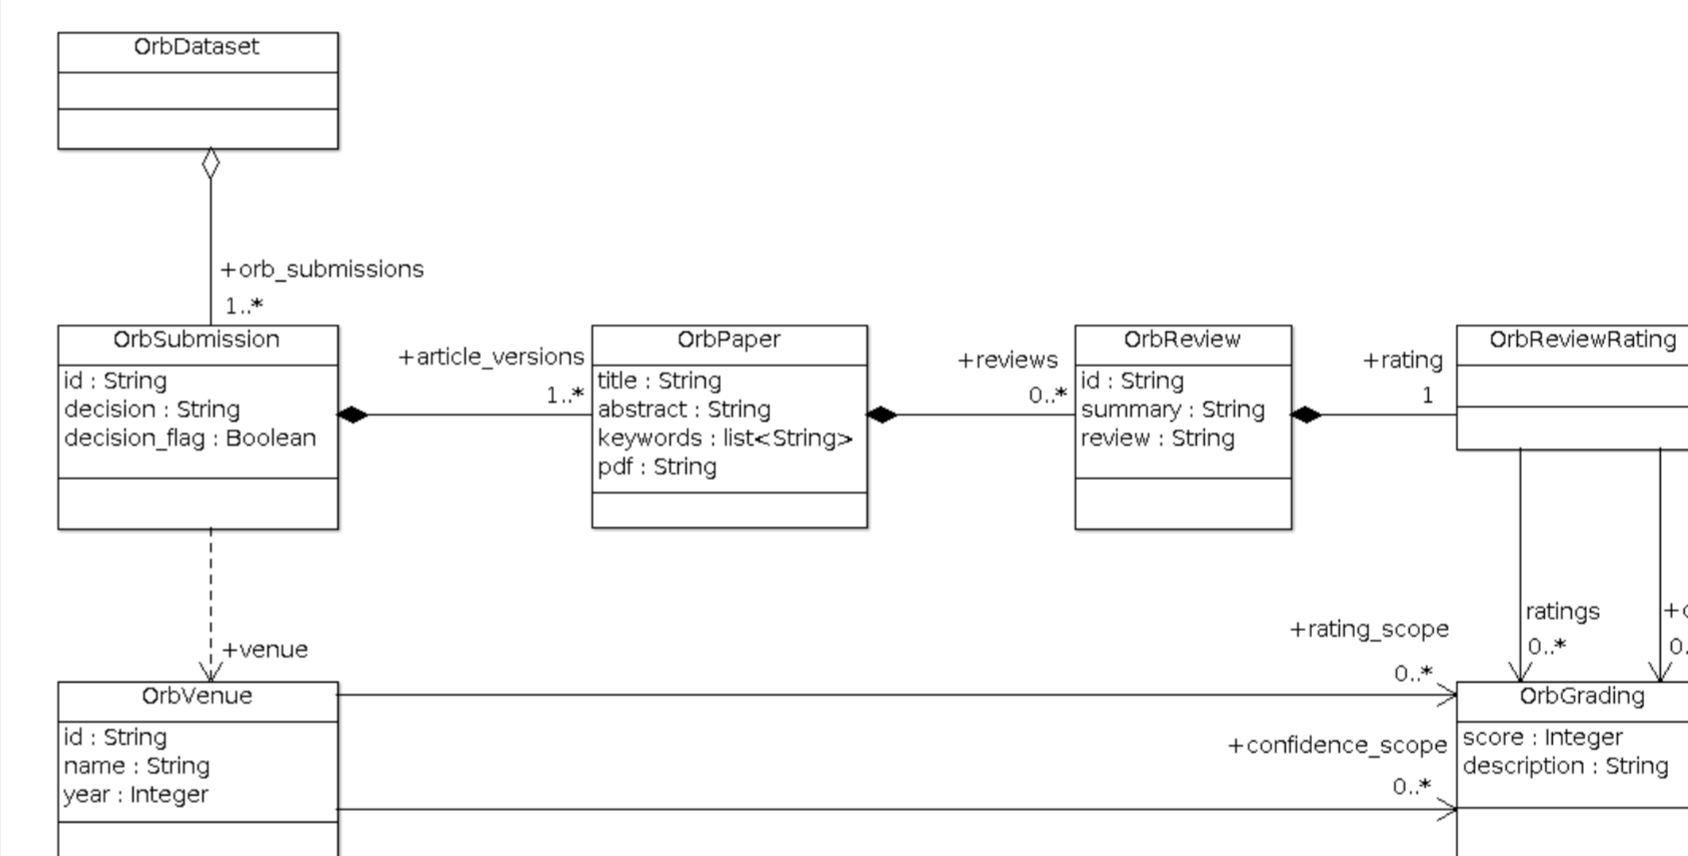 OrbDataset
+orb_submissions
1..*
OrbSubmission
id : String
decision : String
decision_flag : Boolean
+article_versions
1..*
OrbPaper
title : String
abstract : String
keywords : list<String>
pdf : String
+reviews
0..*
OrbReview
id : String
summary : String
review : String
+rating
1
OrbReviewRating
ratings
0..*
+venue
OrbVenue
id : String
name : String
year : Integer
+rating_scope
0..*
+confidence_scope
0..*
OrbGrading
score : Integer
description : String